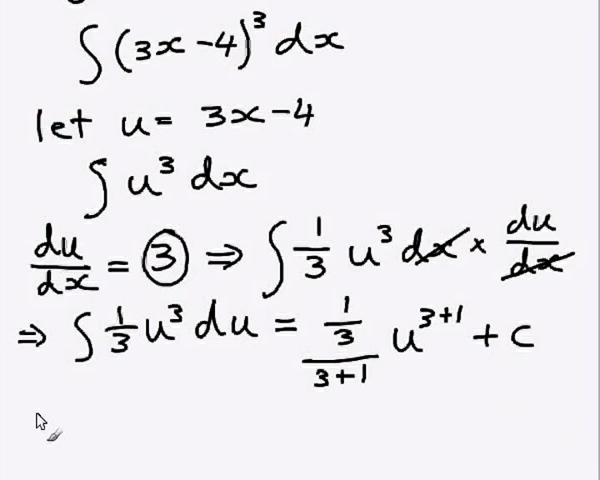 ∫ (3x - 4)³ dx
let u = 3x - 4
∫ u³ dx
du/dx = 3 ⇒ ∫ 1/3 u³ dx × du/dx
⇒ ∫ 1/3 u³ du = (1/3)/(3+1) u³⁺¹ + c